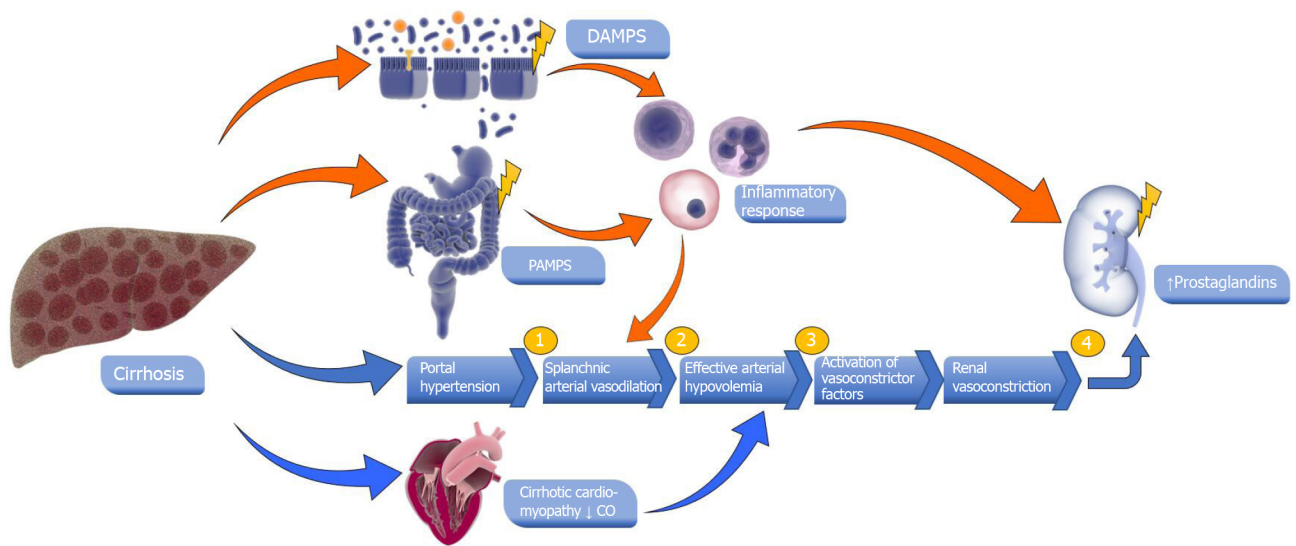 DAMPS
Inflammatory
response
PAMPS
↑Prostaglandins
Cirrhosis
1
2
3
4
Portal
hypertension
Splanchnic
arterial vasodilation
Effective arterial
hypovolemia
Activation of
vasoconstrictor
factors
Renal
vasoconstriction
Cirrhotic cardio-
myopathy ↓ CO